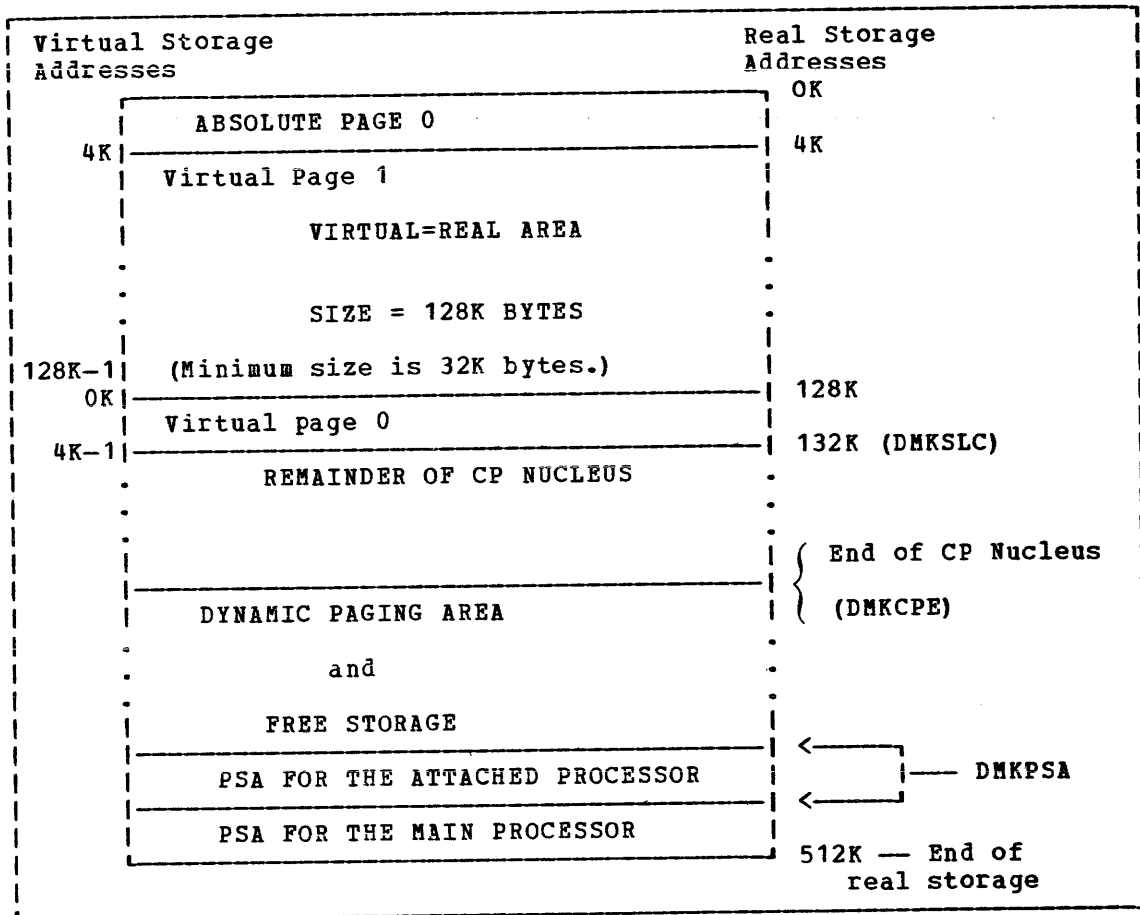 Virtual Storage Real Storage
Addresses Addresses
0K
ABSOLUTE PAGE 0
4K 4K
Virtual Page 1
VIRTUAL=REAL AREA
SIZE = 128K BYTES
128K-1 (Minimum size is 32K bytes.)
0K 128K
Virtual page 0
4K-1 132K (DMKSLC)
REMAINDER OF CP NUCLEUS
End of CP Nucleus
DYNAMIC PAGING AREA (DMKCPE)
and
FREE STORAGE
PSA FOR THE ATTACHED PROCESSOR DMKPSA
PSA FOR THE MAIN PROCESSOR
512K — End of
real storage